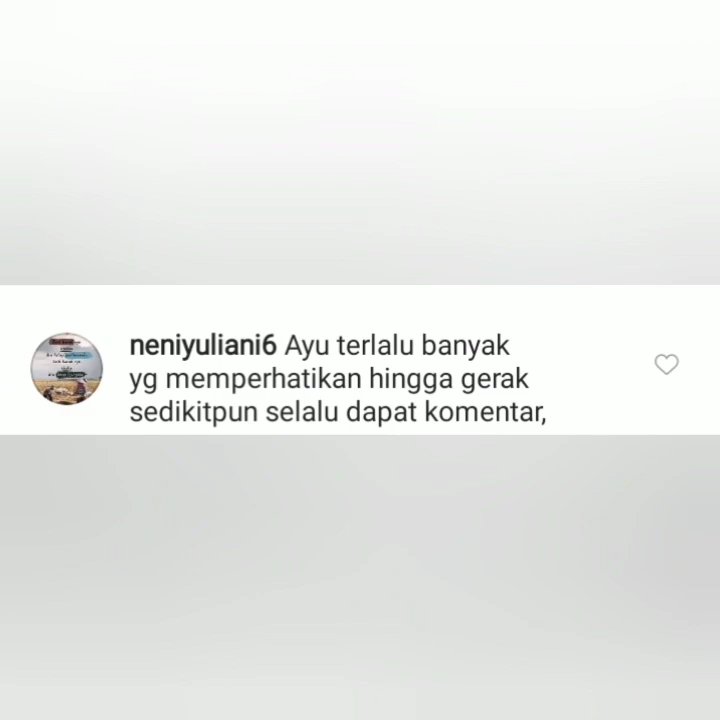 neniyuliani6 Ayu terlalu banyak
yg memperhatikan hingga gerak
sedikitpun selalu dapat komentar,